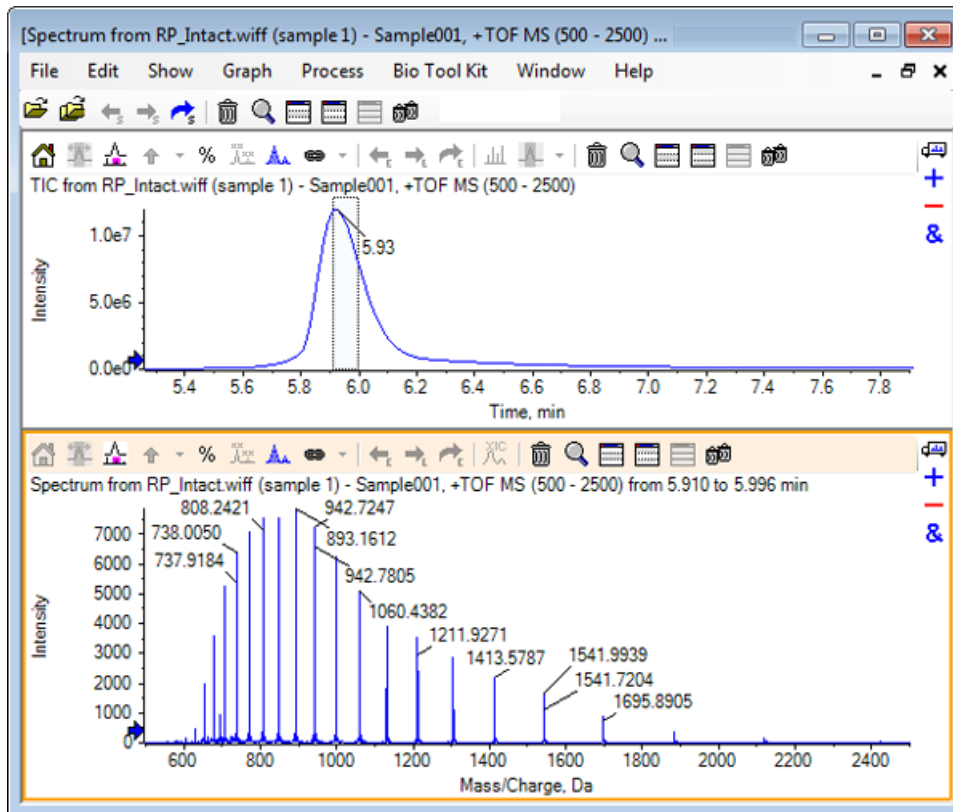 [Spectrum from RP_Intact.wiff (sample 1) - Sample001, +TOF MS (500 - 2500) ...
File Edit Show Graph Process Bio Tool Kit Window Help
TIC from RP_Intact.wiff (sample 1) - Sample001, +TOF MS (500 - 2500)
1.0e7
5.0e6
0.0e0
Intensity
5.93
5.4 5.6 5.8 6.0 6.2 6.4 6.6 6.8 7.0 7.2 7.4 7.6 7.8
Time, min
Spectrum from RP_Intact.wiff (sample 1) - Sample001, +TOF MS (500 - 2500) from 5.910 to 5.996 min
7000
6000
5000
4000
3000
2000
1000
0
Intensity
808.2421
942.7247
738.0050
893.1612
737.9184
942.7805
1060.4382
1211.9271
1413.5787
1541.9939
1541.7204
1695.8905
600 800 1000 1200 1400 1600 1800 2000 2200 2400
Mass/Charge, Da